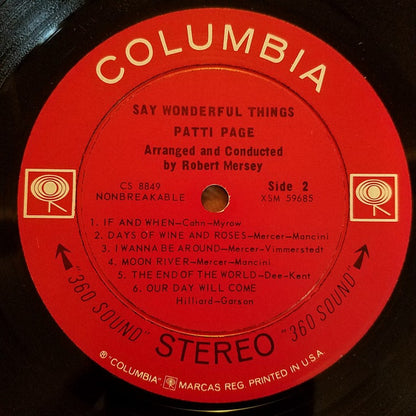 COLUMBIA
SAY WONDERFUL THINGS
PATTI PAGE
Arranged and Conducted
by Robert Mersey
CS 8849
NONBREAKABLE
Side 2
XSM 59685
1. IF AND WHEN—Cahn-Myrow
2. DAYS OF WINE AND ROSES—Mercer-Mancini
3. I WANNA BE AROUND—Mercer-Vimmerstedt
4. MOON RIVER—Mercer-Mancini
5. THE END OF THE WORLD—Dee-Kent
6. OUR DAY WILL COME
Hilliard-Garson
"360 SOUND" STEREO "360 SOUND"
® "COLUMBIA" MARCAS REG. PRINTED IN U.S.A.